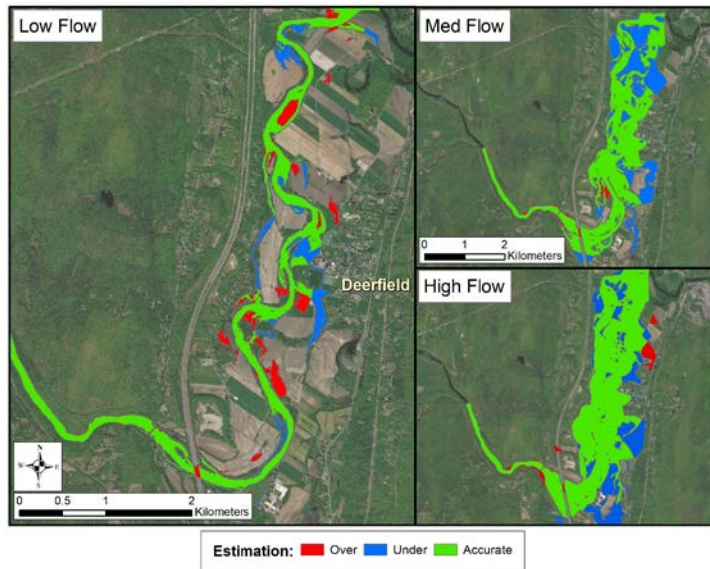 Low Flow
Deerfield
N
W E
S
0 0.5 1 2
Kilometers
Med Flow
0 1 2
Kilometers
High Flow
Estimation: Over Under Accurate